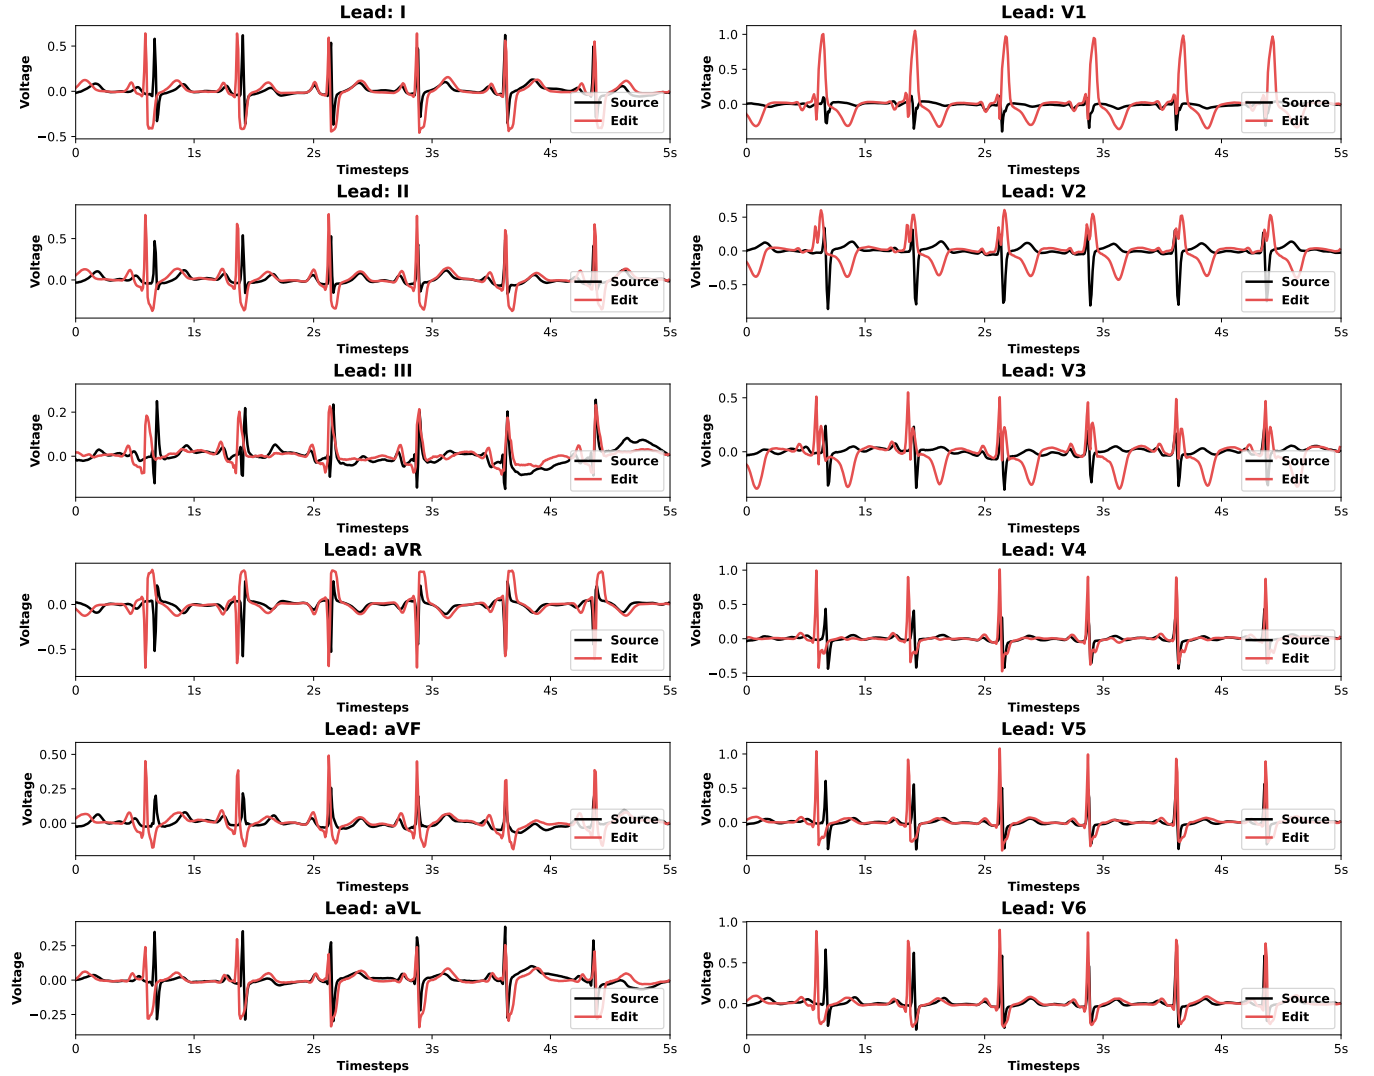 Lead: I
Voltage
0.5
0.0
−0.5
0 1s 2s 3s 4s 5s
Timesteps
Source
Edit
Lead: V1
Voltage
1.0
0.5
0.0
0 1s 2s 3s 4s 5s
Timesteps
Source
Edit
Lead: II
Voltage
0.5
0.0
0 1s 2s 3s 4s 5s
Timesteps
Source
Edit
Lead: V2
Voltage
0.5
0.0
−0.5
0 1s 2s 3s 4s 5s
Timesteps
Source
Edit
Lead: III
Voltage
0.2
0.0
0 1s 2s 3s 4s 5s
Timesteps
Source
Edit
Lead: V3
Voltage
0.5
0.0
0 1s 2s 3s 4s 5s
Timesteps
Source
Edit
Lead: aVR
Voltage
0.0
−0.5
0 1s 2s 3s 4s 5s
Timesteps
Source
Edit
Lead: V4
Voltage
1.0
0.5
0.0
−0.5
0 1s 2s 3s 4s 5s
Timesteps
Source
Edit
Lead: aVF
Voltage
0.50
0.25
0.00
0 1s 2s 3s 4s 5s
Timesteps
Source
Edit
Lead: V5
Voltage
1.0
0.5
0.0
0 1s 2s 3s 4s 5s
Timesteps
Source
Edit
Lead: aVL
Voltage
0.25
0.00
−0.25
0 1s 2s 3s 4s 5s
Timesteps
Source
Edit
Lead: V6
Voltage
1.0
0.5
0.0
0 1s 2s 3s 4s 5s
Timesteps
Source
Edit